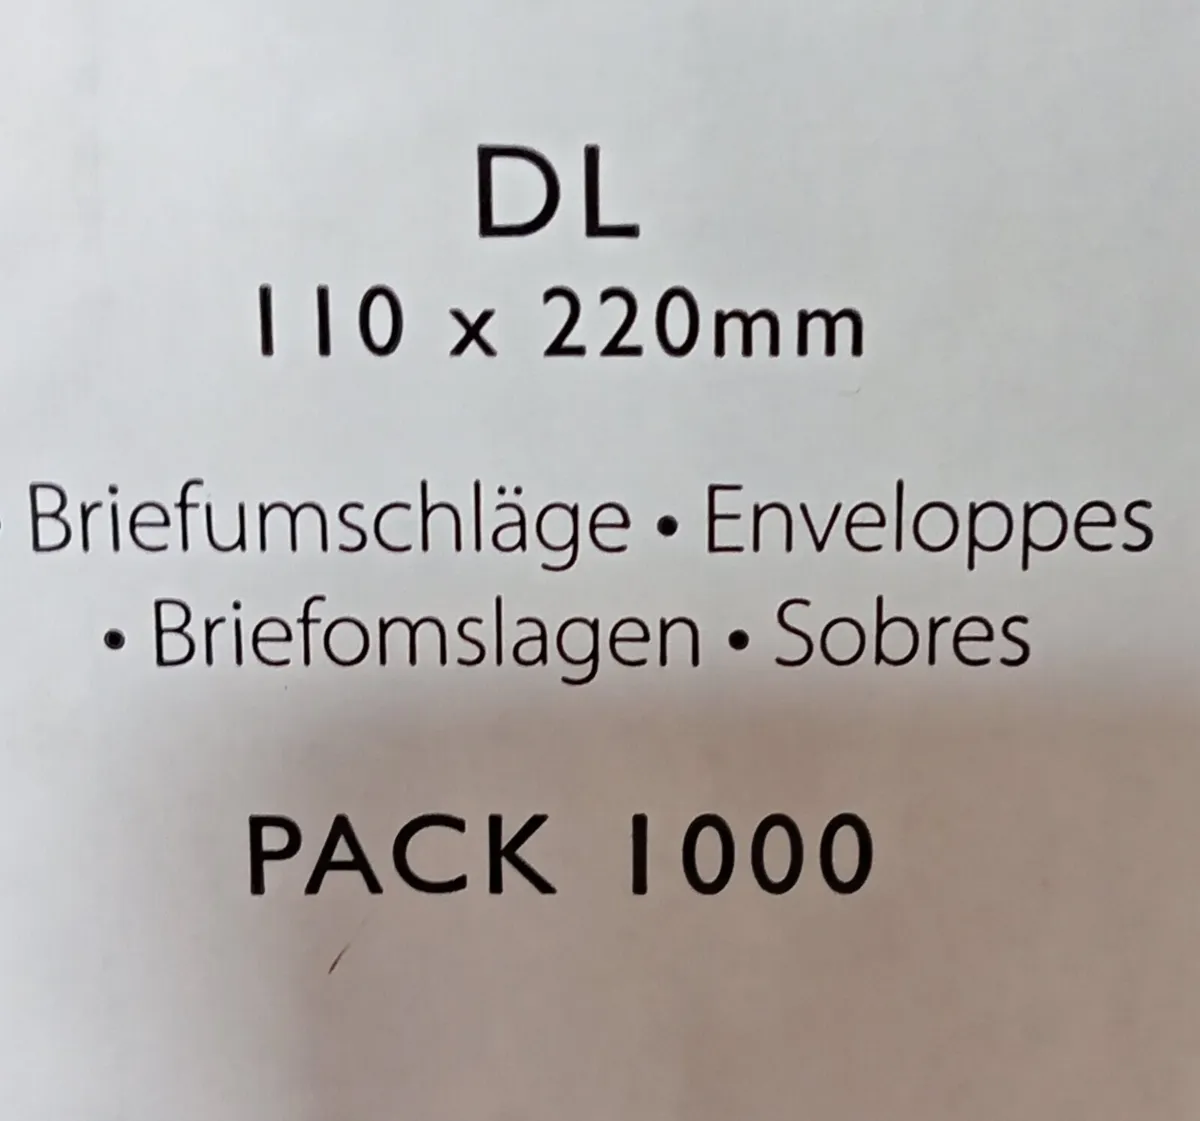 DL
110 x 220mm
• Briefumschläge • Enveloppes
• Briefomslagen • Sobres
PACK 1000